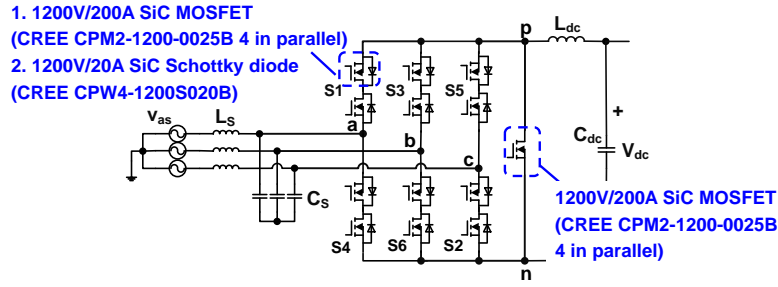 1. 1200V/200A SiC MOSFET
(CREE CPM2-1200-0025B 4 in parallel)
2. 1200V/20A SiC Schottky diode
(CREE CPW4-1200S020B)
p
Ldc
S1
S3
S5
vas
LS
a
b
c
+
Cdc
Vdc
CS
1200V/200A SiC MOSFET
(CREE CPM2-1200-0025B
4 in parallel)
S4
S6
S2
n